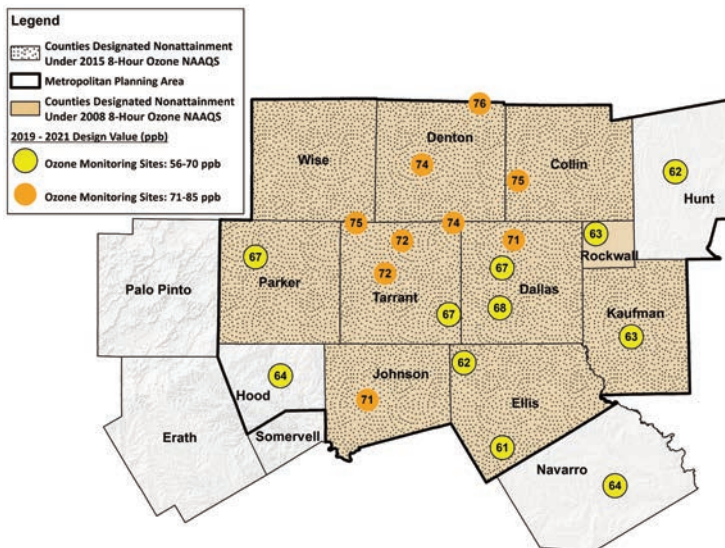 Legend
Counties Designated Nonattainment
Under 2015 8-Hour Ozone NAAQS
Metropolitan Planning Area
Counties Designated Nonattainment
Under 2008 8-Hour Ozone NAAQS
2019 - 2021 Design Value (ppb)
Ozone Monitoring Sites: 56-70 ppb
Ozone Monitoring Sites: 71-85 ppb
76
Denton
Wise
74
Collin
75
62
Hunt
75
74
72
71
63
Rockwall
67
67
Parker
72
Tarrant
Dallas
Palo Pinto
67
68
Kaufman
63
62
64
Johnson
Hood
71
Ellis
Erath
Somervell
61
Navarro
64